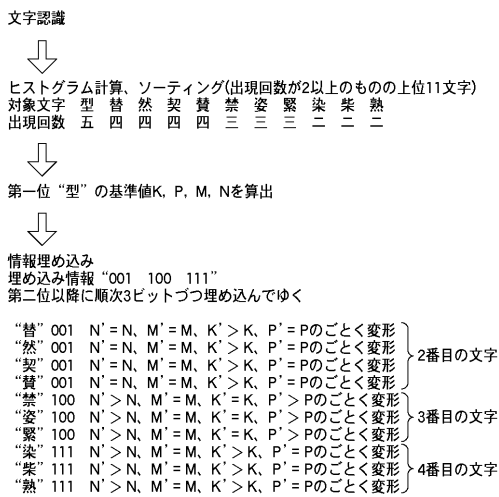 文字認識
ヒストグラム計算、ソーティング(出現回数が2以上のものの上位11文字)
対象文字 型 替 然 契 賛 禁 姿 緊 染 柴 熟
出現回数 五 四 四 四 四 三 三 三 二 二 二
第一位“型”の基準値K, P, M, Nを算出
情報埋め込み
埋め込み情報“001 100 111”
第二位以降に順次3ビットづつ埋め込んでゆく
“替”001 N'=N、M'=M、K'>K、P'=Pのごとく変形
“然”001 N'=N、M'=M、K'>K、P'=Pのごとく変形
“契”001 N'=N、M'=M、K'>K、P'=Pのごとく変形
“賛”001 N'=N、M'=M、K'>K、P'=Pのごとく変形
2番目の文字
“禁”100 N'>N、M'=M、K'=K、P'>Pのごとく変形
“姿”100 N'>N、M'=M、K'=K、P'>Pのごとく変形
“緊”100 N'>N、M'=M、K'=K、P'>Pのごとく変形
3番目の文字
“染”111 N'>N、M'=M、K'>K、P'=Pのごとく変形
“柴”111 N'>N、M'=M、K'>K、P'=Pのごとく変形
“熟”111 N'>N、M'=M、K'>K、P'=Pのごとく変形
4番目の文字